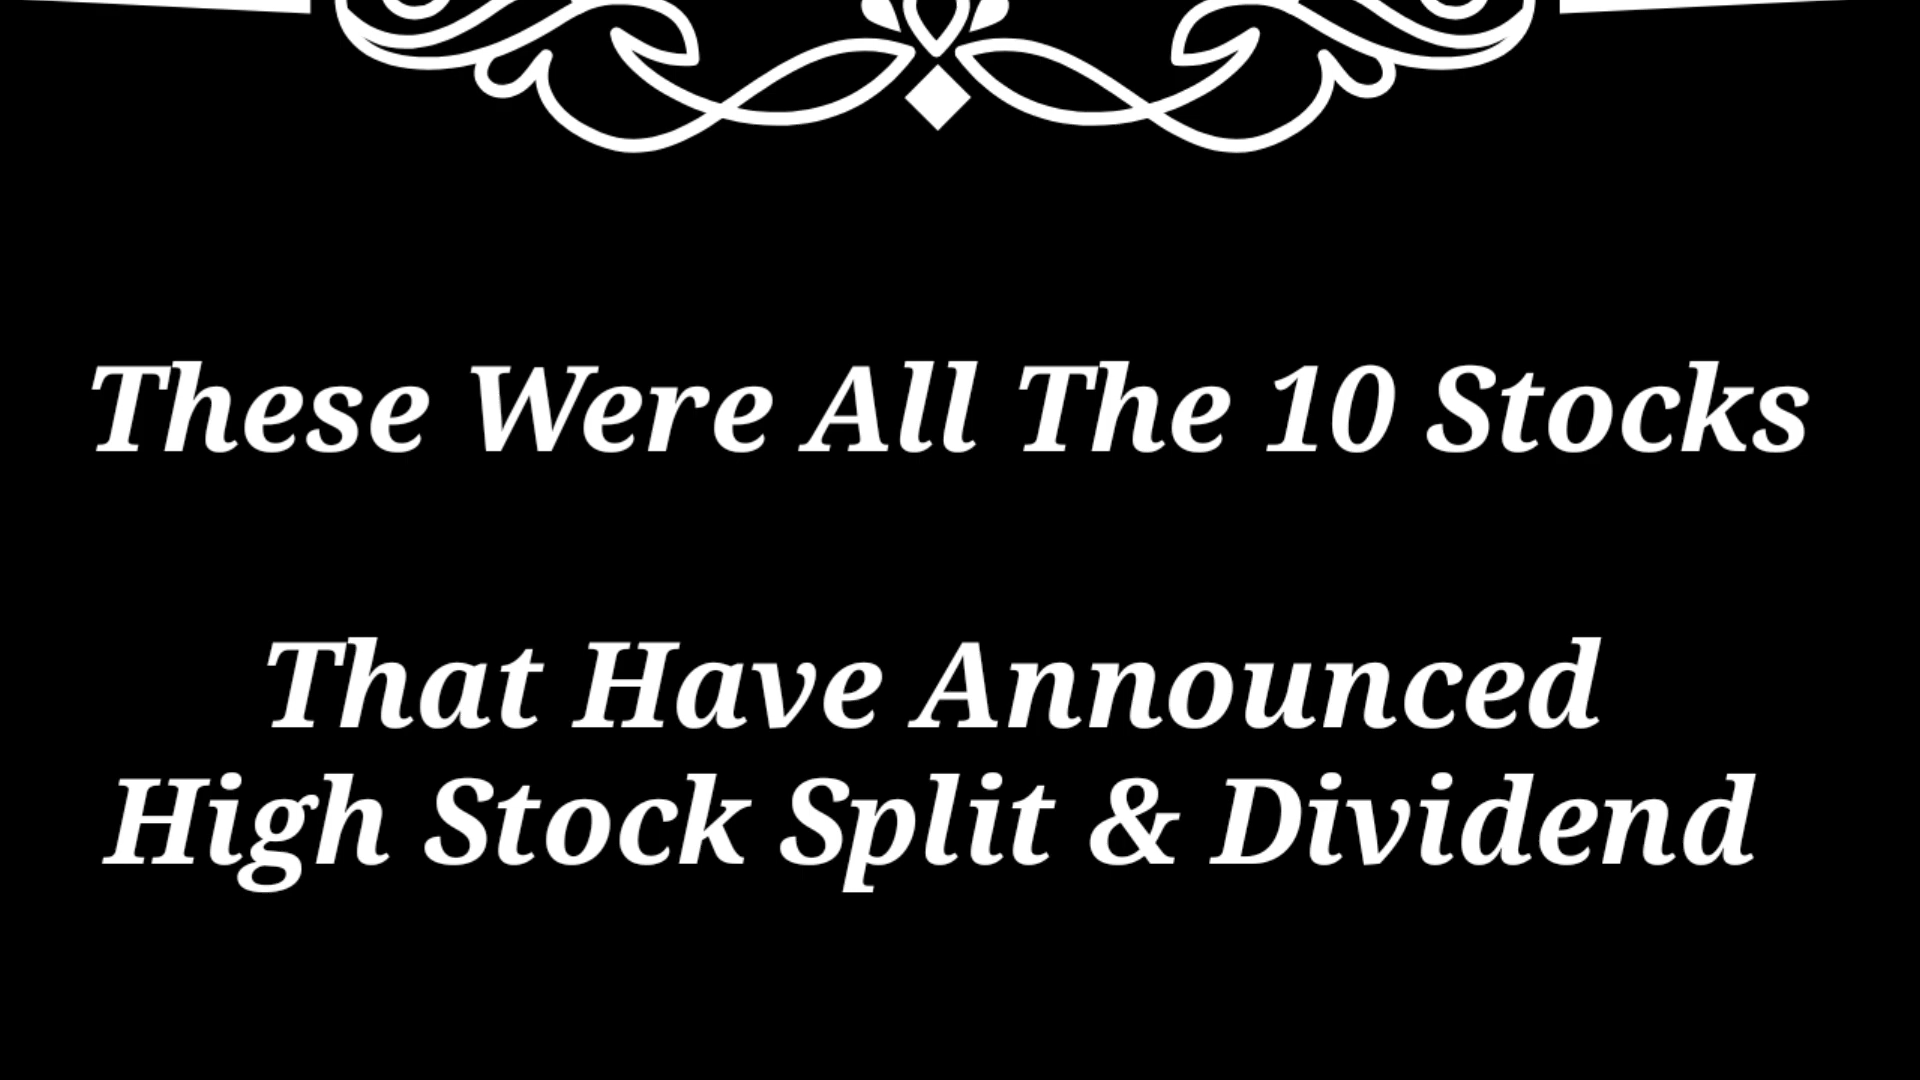 These Were All The 10 Stocks
That Have Announced
High Stock Split & Dividend